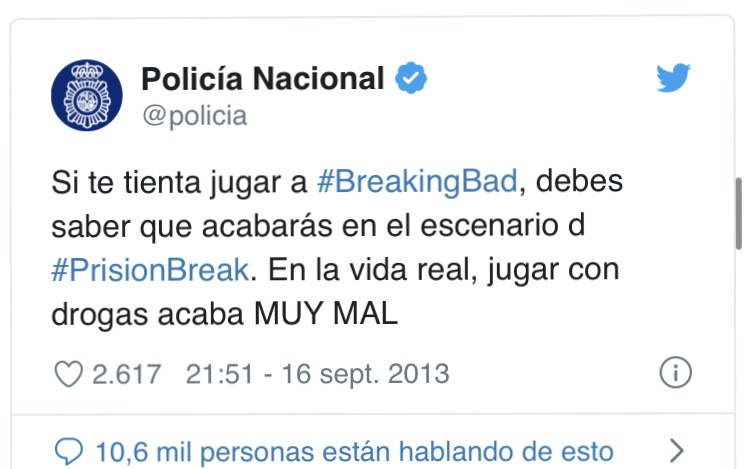 Policía Nacional
@policia
Si te tienta jugar a #BreakingBad, debes
saber que acabarás en el escenario d
#PrisionBreak. En la vida real, jugar con
drogas acaba MUY MAL
2.617 21:51 - 16 sept. 2013
10,6 mil personas están hablando de esto